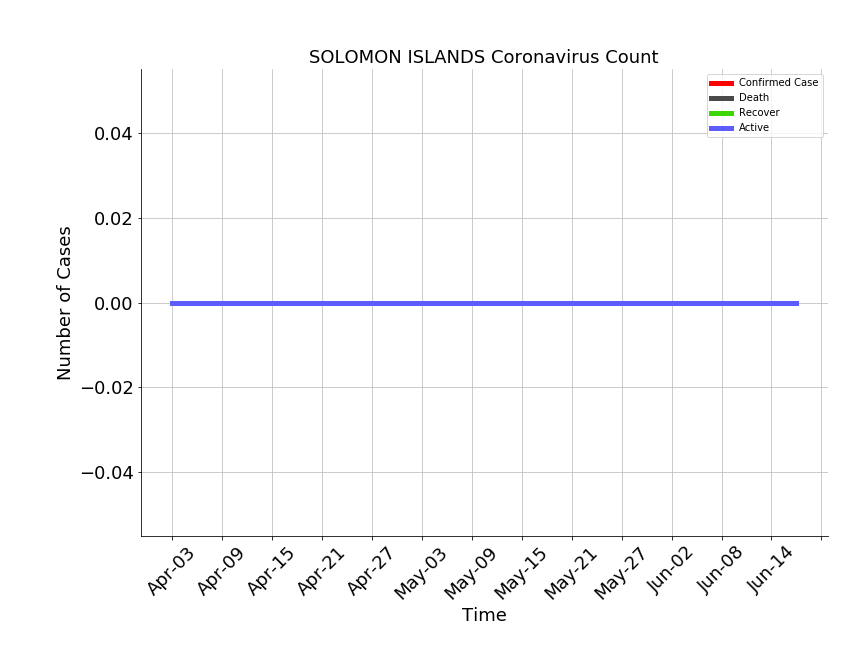 SOLOMON ISLANDS Coronavirus Count
Confirmed Case
Death
Recover
Active
Number of Cases
0.04
0.02
0.00
−0.02
−0.04
Apr-03
Apr-09
Apr-15
Apr-21
Apr-27
May-03
May-09
May-15
May-21
May-27
Jun-02
Jun-08
Jun-14
Time